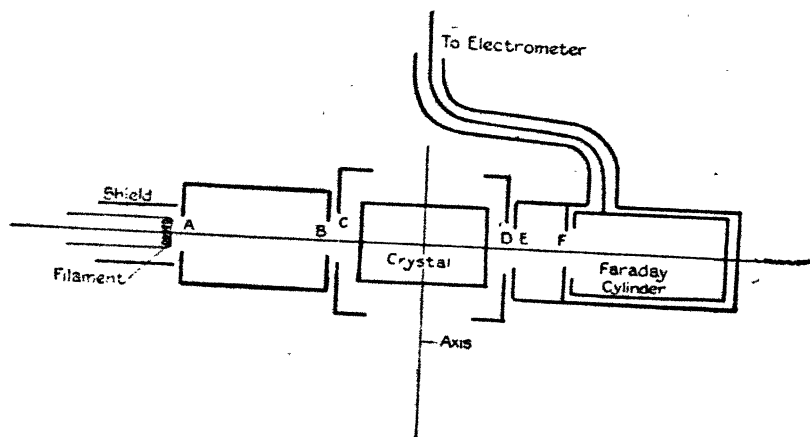 To Electrometer
Shield
A
B
C
D
E
F
Crystal
Faraday
Cylinder
Filament
Axis